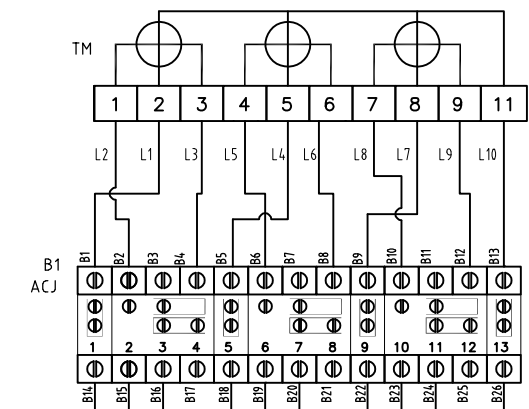 TM
1 2 3 4 5 6 7 8 9 11
L2 L1 L3 L5 L4 L6 L8 L7 L9 L10
B1
ACJ
B1 B2 B3 B4 B5 B6 B7 B8 B9 B10 B11 B12 B13
1 2 3 4 5 6 7 8 9 10 11 12 13
B14 B15 B16 B17 B18 B19 B20 B21 B22 B23 B24 B25 B26